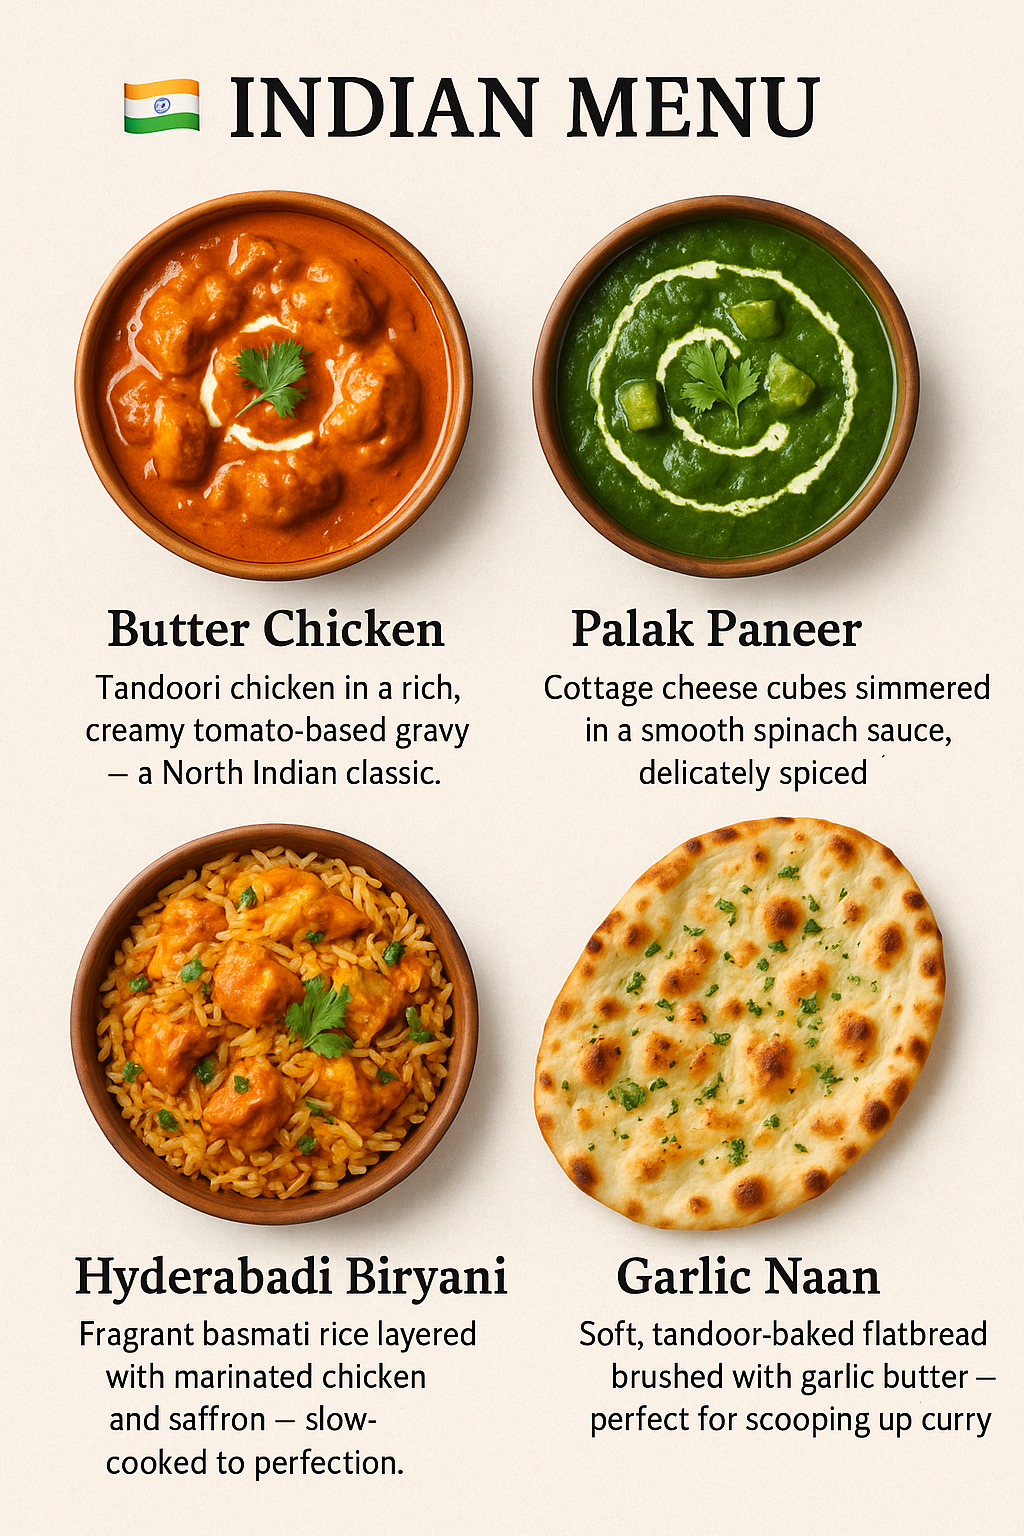 🇮🇳 INDIAN MENU
Butter Chicken
Tandoori chicken in a rich,
creamy tomato-based gravy
– a North Indian classic.
Palak Paneer
Cottage cheese cubes simmered
in a smooth spinach sauce,
delicately spiced
Hyderabadi Biryani
Fragrant basmati rice layered
with marinated chicken
and saffron – slow-
cooked to perfection.
Garlic Naan
Soft, tandoor-baked flatbread
brushed with garlic butter –
perfect for scooping up curry